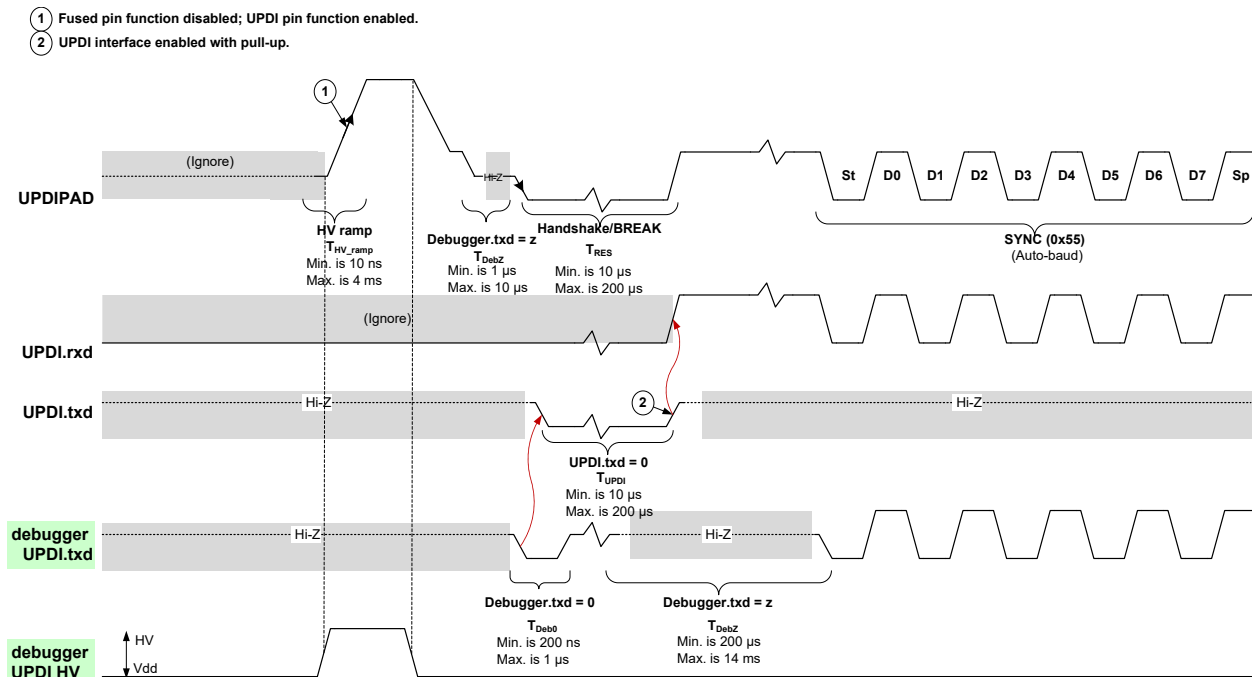 1 Fused pin function disabled; UPDI pin function enabled.
2 UPDI interface enabled with pull-up.
1
(Ignore)
Hi-Z
St D0 D1 D2 D3 D4 D5 D6 D7 Sp
UPDIPAD
HV ramp
THV_ramp
Min. is 10 ns
Max. is 4 ms
Debugger.txd = z
TDebZ
Min. is 1 µs
Max. is 10 µs
Handshake/BREAK
TRES
Min. is 10 µs
Max. is 200 µs
SYNC (0x55)
(Auto-baud)
(Ignore)
UPDI.rxd
Hi-Z
2
Hi-Z
UPDI.txd
UPDI.txd = 0
TUPDI
Min. is 10 µs
Max. is 200 µs
debugger
UPDI.txd
Hi-Z
Hi-Z
Debugger.txd = 0
TDeb0
Min. is 200 ns
Max. is 1 µs
Debugger.txd = z
TDebZ
Min. is 200 µs
Max. is 14 ms
HV
Vdd
debugger
UPDI HV